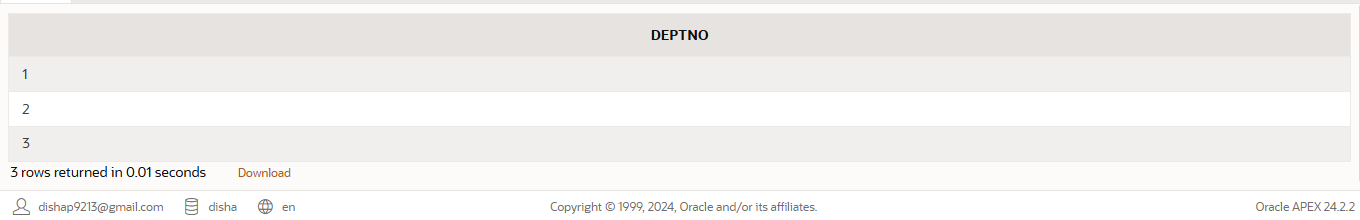 DEPTNO
1
2
3
3 rows returned in 0.01 seconds Download
dishap9213@gmail.com disha en Copyright © 1999, 2024, Oracle and/or its affiliates. Oracle APEX 24.2.2